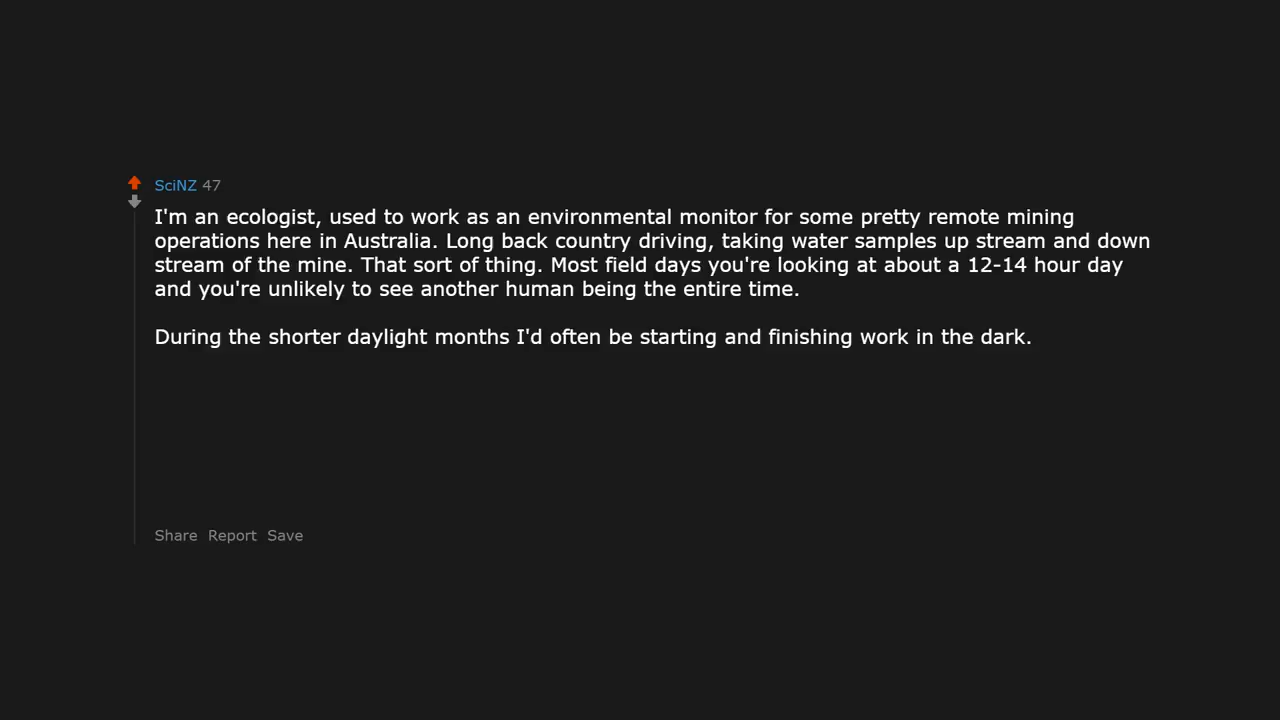 SciNZ 47
I'm an ecologist, used to work as an environmental monitor for some pretty remote mining
operations here in Australia. Long back country driving, taking water samples up stream and down
stream of the mine. That sort of thing. Most field days you're looking at about a 12-14 hour day
and you're unlikely to see another human being the entire time.
During the shorter daylight months I'd often be starting and finishing work in the dark.
Share Report Save